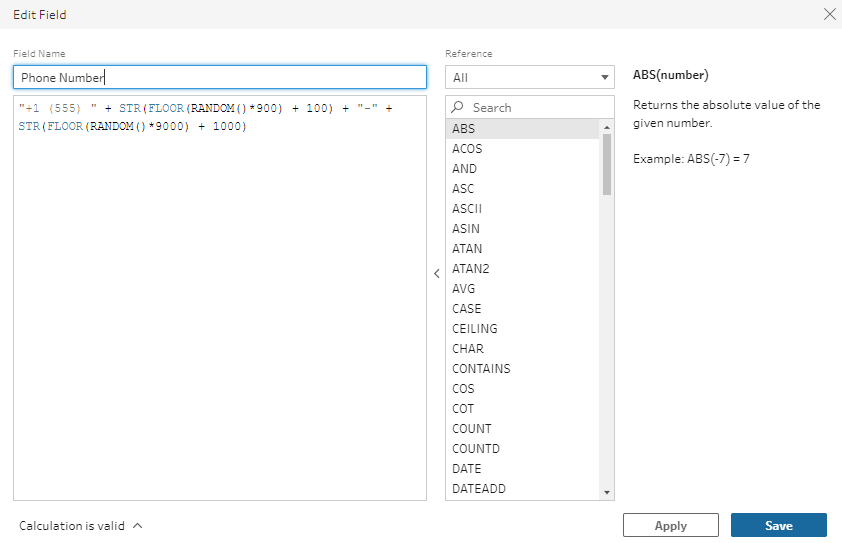 Edit Field
Field Name
Phone Number
"+1 (555) " + STR(FLOOR(RANDOM()*900) + 100) + "-" +
STR(FLOOR(RANDOM()*9000) + 1000)
Calculation is valid
Reference
All
Search
ABS
ACOS
AND
ASC
ASCII
ASIN
ATAN
ATAN2
AVG
CASE
CEILING
CHAR
CONTAINS
COS
COT
COUNT
COUNTD
DATE
DATEADD
ABS(number)
Returns the absolute value of the
given number.
Example: ABS(-7) = 7
Apply
Save